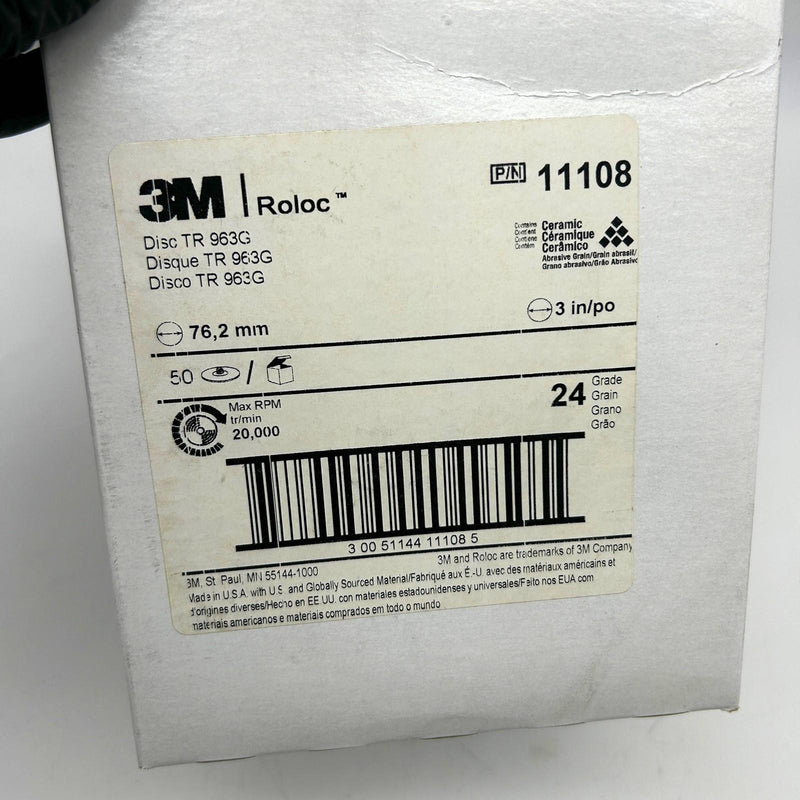 3M | Roloc™
P/N 11108
Disc TR 963G
Disque TR 963G
Disco TR 963G
Contains
Contient
Contiene
Contém
Ceramic
Céramique
Cerâmico
Abrasive Grain/Grain abrasif/
Grano abrasivo/Grão Abrasivo
76,2 mm
3 in/po
50 /
Max RPM
tr/min
20,000
24
Grade
Grain
Grano
Grão
3 00 51144 11108 5
3M, St. Paul, MN 55144-1000
3M and Roloc are trademarks of 3M Company
Made in U.S.A. with U.S. and Globally Sourced Material/Fabriqué aux É.-U. avec des matériaux américains et
d'origines diverses/Hecho en EE UU. con materiales estadounidenses y universales/Feito nos EUA com
materiais americanos e materiais comprados em todo o mundo